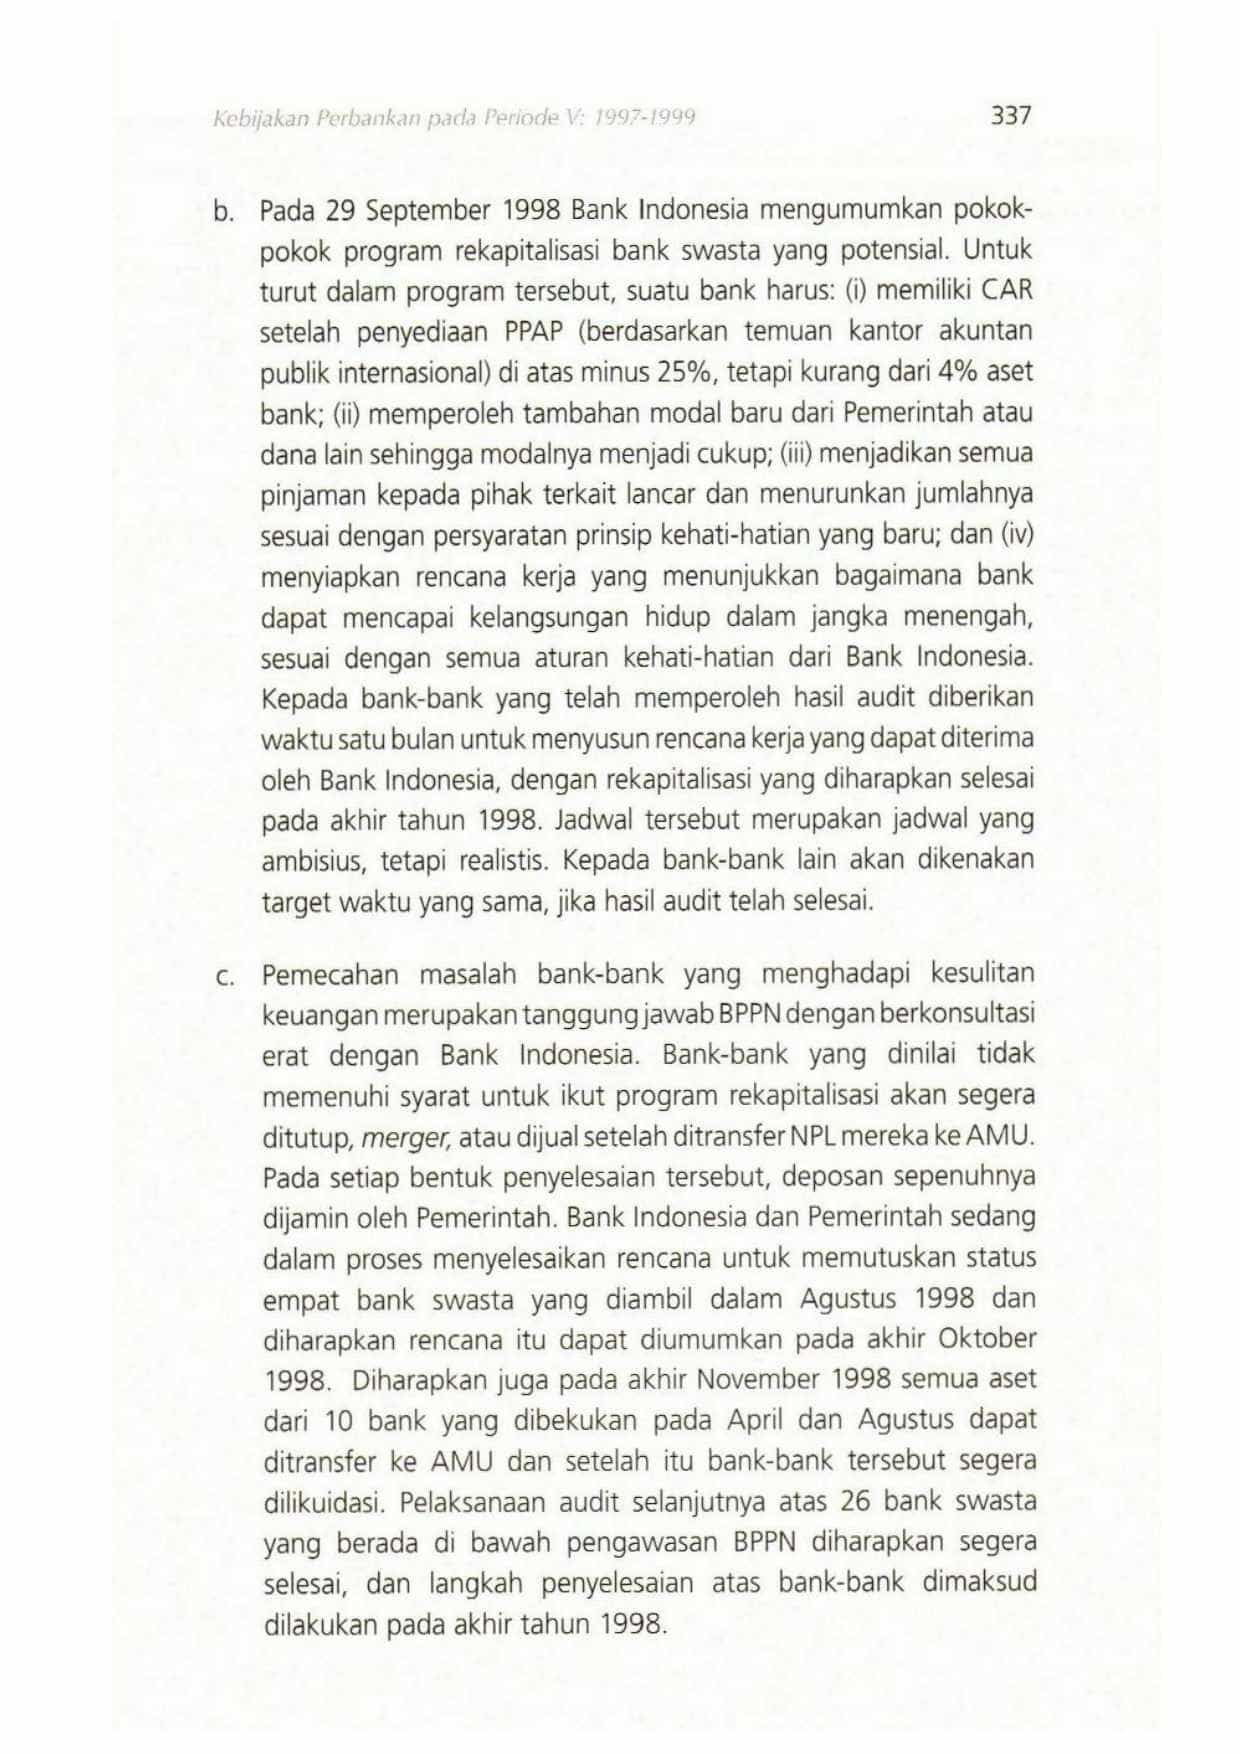 Kebijakan Perbankan pada Periode V: 1997-1999 337
b. Pada 29 September 1998 Bank Indonesia mengumumkan pokok-
pokok program rekapitalisasi bank swasta yang potensial. Untuk
turut dalam program tersebut, suatu bank harus: (i) memiliki CAR
setelah penyediaan PPAP (berdasarkan temuan kantor akuntan
publik internasional) di atas minus 25%, tetapi kurang dari 4% aset
bank; (ii) memperoleh tambahan modal baru dari Pemerintah atau
dana lain sehingga modalnya menjadi cukup; (iii) menjadikan semua
pinjaman kepada pihak terkait lancar dan menurunkan jumlahnya
sesuai dengan persyaratan prinsip kehati-hatian yang baru; dan (iv)
menyiapkan rencana kerja yang menunjukkan bagaimana bank
dapat mencapai kelangsungan hidup dalam jangka menengah,
sesuai dengan semua aturan kehati-hatian dari Bank Indonesia.
Kepada bank-bank yang telah memperoleh hasil audit diberikan
waktu satu bulan untuk menyusun rencana kerja yang dapat diterima
oleh Bank Indonesia, dengan rekapitalisasi yang diharapkan selesai
pada akhir tahun 1998. Jadwal tersebut merupakan jadwal yang
ambisius, tetapi realistis. Kepada bank-bank lain akan dikenakan
target waktu yang sama, jika hasil audit telah selesai.
c. Pemecahan masalah bank-bank yang menghadapi kesulitan
keuangan merupakan tanggung jawab BPPN dengan berkonsultasi
erat dengan Bank Indonesia. Bank-bank yang dinilai tidak
memenuhi syarat untuk ikut program rekapitalisasi akan segera
ditutup, merger, atau dijual setelah ditransfer NPL mereka ke AMU.
Pada setiap bentuk penyelesaian tersebut, deposan sepenuhnya
dijamin oleh Pemerintah. Bank Indonesia dan Pemerintah sedang
dalam proses menyelesaikan rencana untuk memutuskan status
empat bank swasta yang diambil dalam Agustus 1998 dan
diharapkan rencana itu dapat diumumkan pada akhir Oktober
1998. Diharapkan juga pada akhir November 1998 semua aset
dari 10 bank yang dibekukan pada April dan Agustus dapat
ditransfer ke AMU dan setelah itu bank-bank tersebut segera
dilikuidasi. Pelaksanaan audit selanjutnya atas 26 bank swasta
yang berada di bawah pengawasan BPPN diharapkan segera
selesai, dan langkah penyelesaian atas bank-bank dimaksud
dilakukan pada akhir tahun 1998.